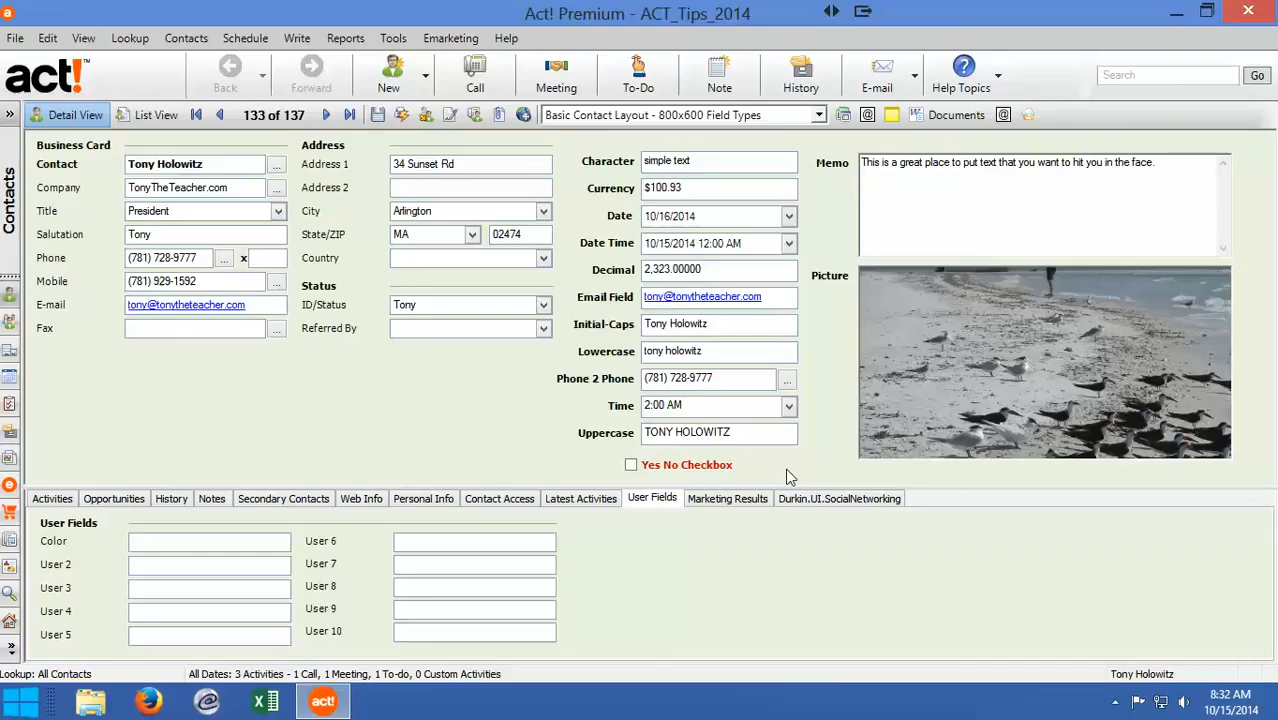 Act! Premium - ACT_Tips_2014
File Edit View Lookup Contacts Schedule Write Reports Tools Emarketing Help
act!™
Back Forward New Call Meeting To-Do Note History E-mail Help Topics Search Go
Detail View List View 133 of 137 Basic Contact Layout - 800x600 Field Types Documents
Contacts
Business Card
Contact Tony Holowitz
Company TonyTheTeacher.com
Title President
Salutation Tony
Phone (781) 728-9777 x
Mobile (781) 929-1592
E-mail tony@tonytheteacher.com
Fax
Address
Address 1 34 Sunset Rd
Address 2
City Arlington
State/ZIP MA 02474
Country
Status
ID/Status Tony
Referred By
Character simple text
Currency $100.93
Date 10/16/2014
Date Time 10/15/2014 12:00 AM
Decimal 2,323.00000
Email Field tony@tonytheteacher.com
Initial-Caps Tony Holowitz
Lowercase tony holowitz
Phone 2 Phone (781) 728-9777
Time 2:00 AM
Uppercase TONY HOLOWITZ
Yes No Checkbox
Memo This is a great place to put text that you want to hit you in the face.
Picture
Activities Opportunities History Notes Secondary Contacts Web Info Personal Info Contact Access Latest Activities User Fields Marketing Results Durkin.UI.SocialNetworking
User Fields
Color User 6
User 2 User 7
User 3 User 8
User 4 User 9
User 5 User 10
Lookup: All Contacts All Dates: 3 Activities - 1 Call, 1 Meeting, 1 To-do, 0 Custom Activities Tony Holowitz
act!
8:32 AM
10/15/2014